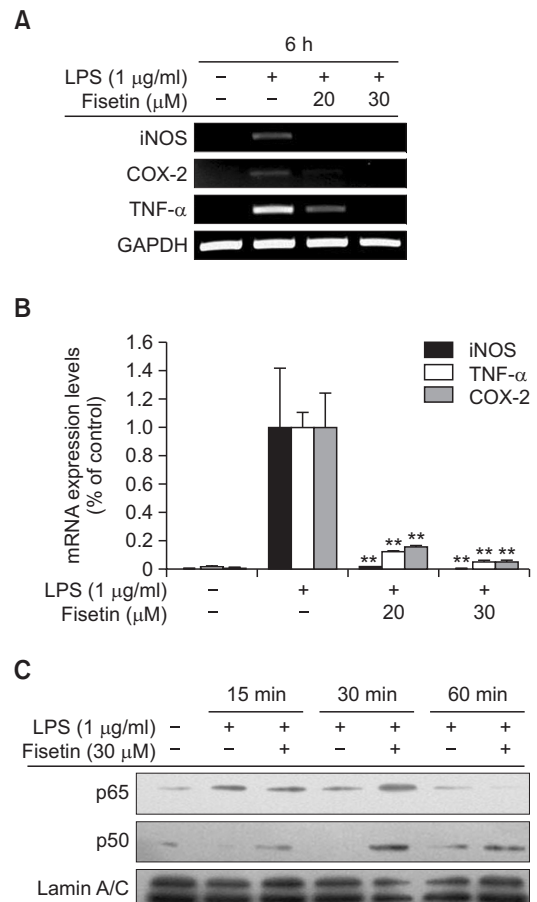 A
6 h
LPS (1 μg/ml) – + + +
Fisetin (μM) – – 20 30
iNOS
COX-2
TNF-α
GAPDH
B
1.6
1.4
1.2
1.0
0.8
0.6
0.4
0.2
0
mRNA expression levels
(% of control)
iNOS
TNF-α
COX-2
** ** ** ** ** **
LPS (1 μg/ml) – + + +
Fisetin (μM) – – 20 30
C
15 min 30 min 60 min
LPS (1 μg/ml) – + + + + + +
Fisetin (30 μM) – – + – + – +
p65
p50
Lamin A/C